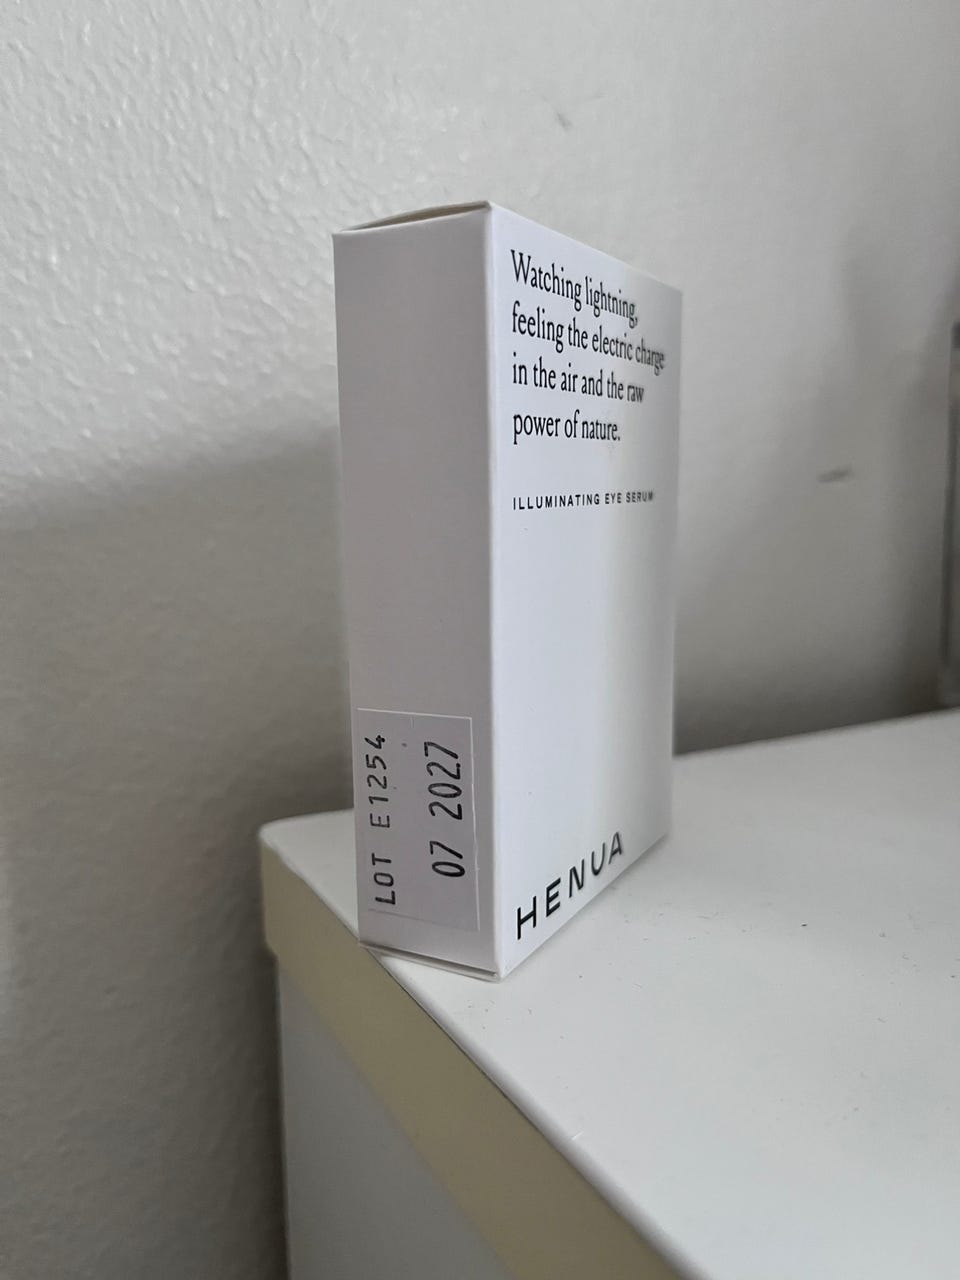 Watching lightning,
feeling the electric charge
in the air and the raw
power of nature.
ILLUMINATING EYE SERUM
HENUA
LOT E1254
07 2027